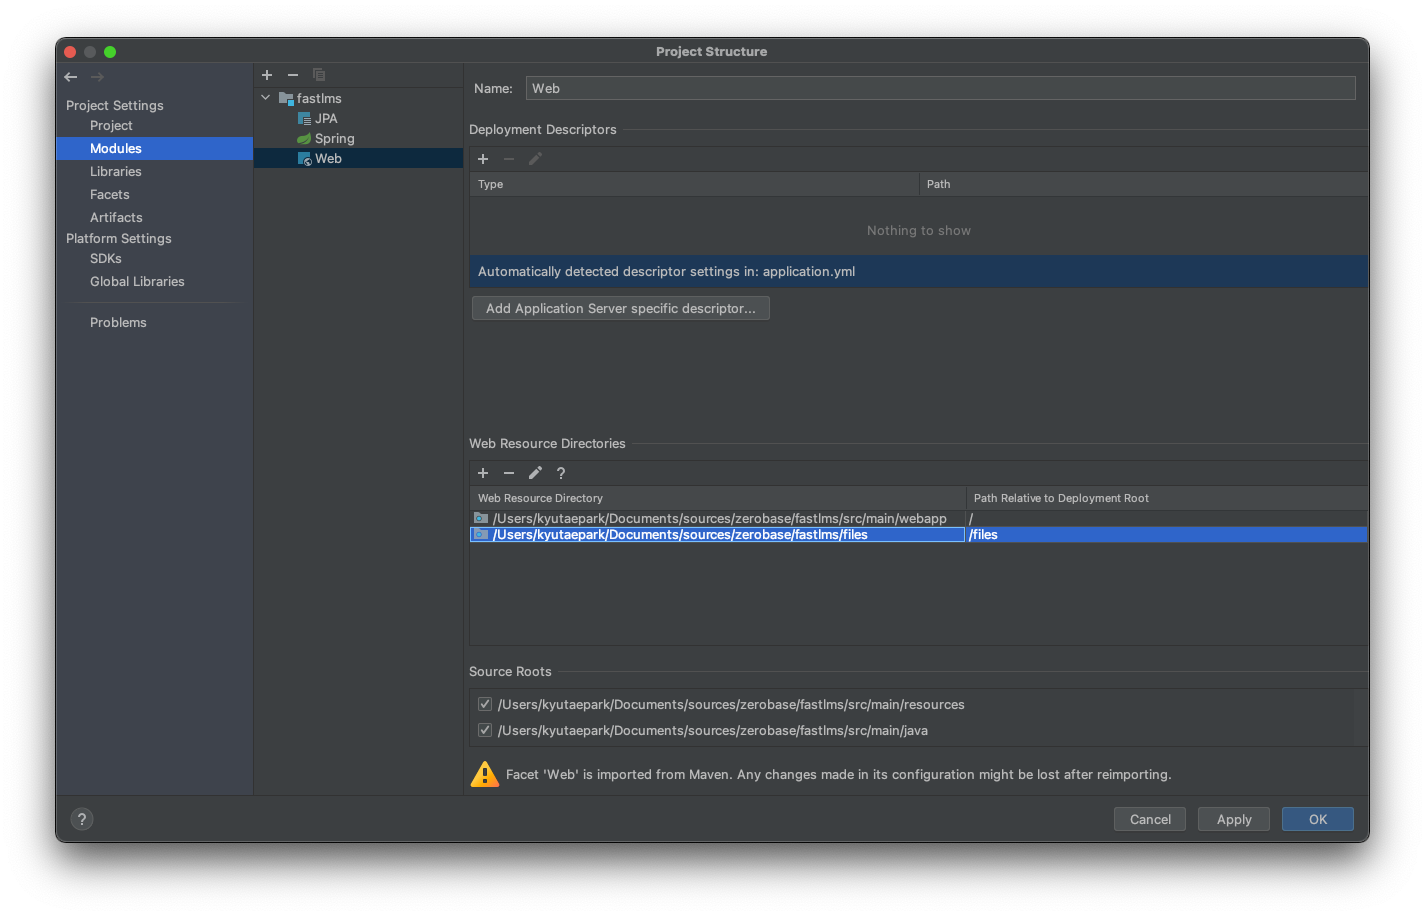 Project Structure
Project Settings
Project
Modules
Libraries
Facets
Artifacts
Platform Settings
SDKs
Global Libraries
Problems
fastlms
JPA
Spring
Web
Name: Web
Deployment Descriptors
Type Path
Nothing to show
Automatically detected descriptor settings in: application.yml
Add Application Server specific descriptor...
Web Resource Directories
?
Web Resource Directory Path Relative to Deployment Root
/Users/kyutaepark/Documents/sources/zerobase/fastlms/src/main/webapp /
/Users/kyutaepark/Documents/sources/zerobase/fastlms/files /files
Source Roots
/Users/kyutaepark/Documents/sources/zerobase/fastlms/src/main/resources
/Users/kyutaepark/Documents/sources/zerobase/fastlms/src/main/java
Facet 'Web' is imported from Maven. Any changes made in its configuration might be lost after reimporting.
? Cancel Apply OK